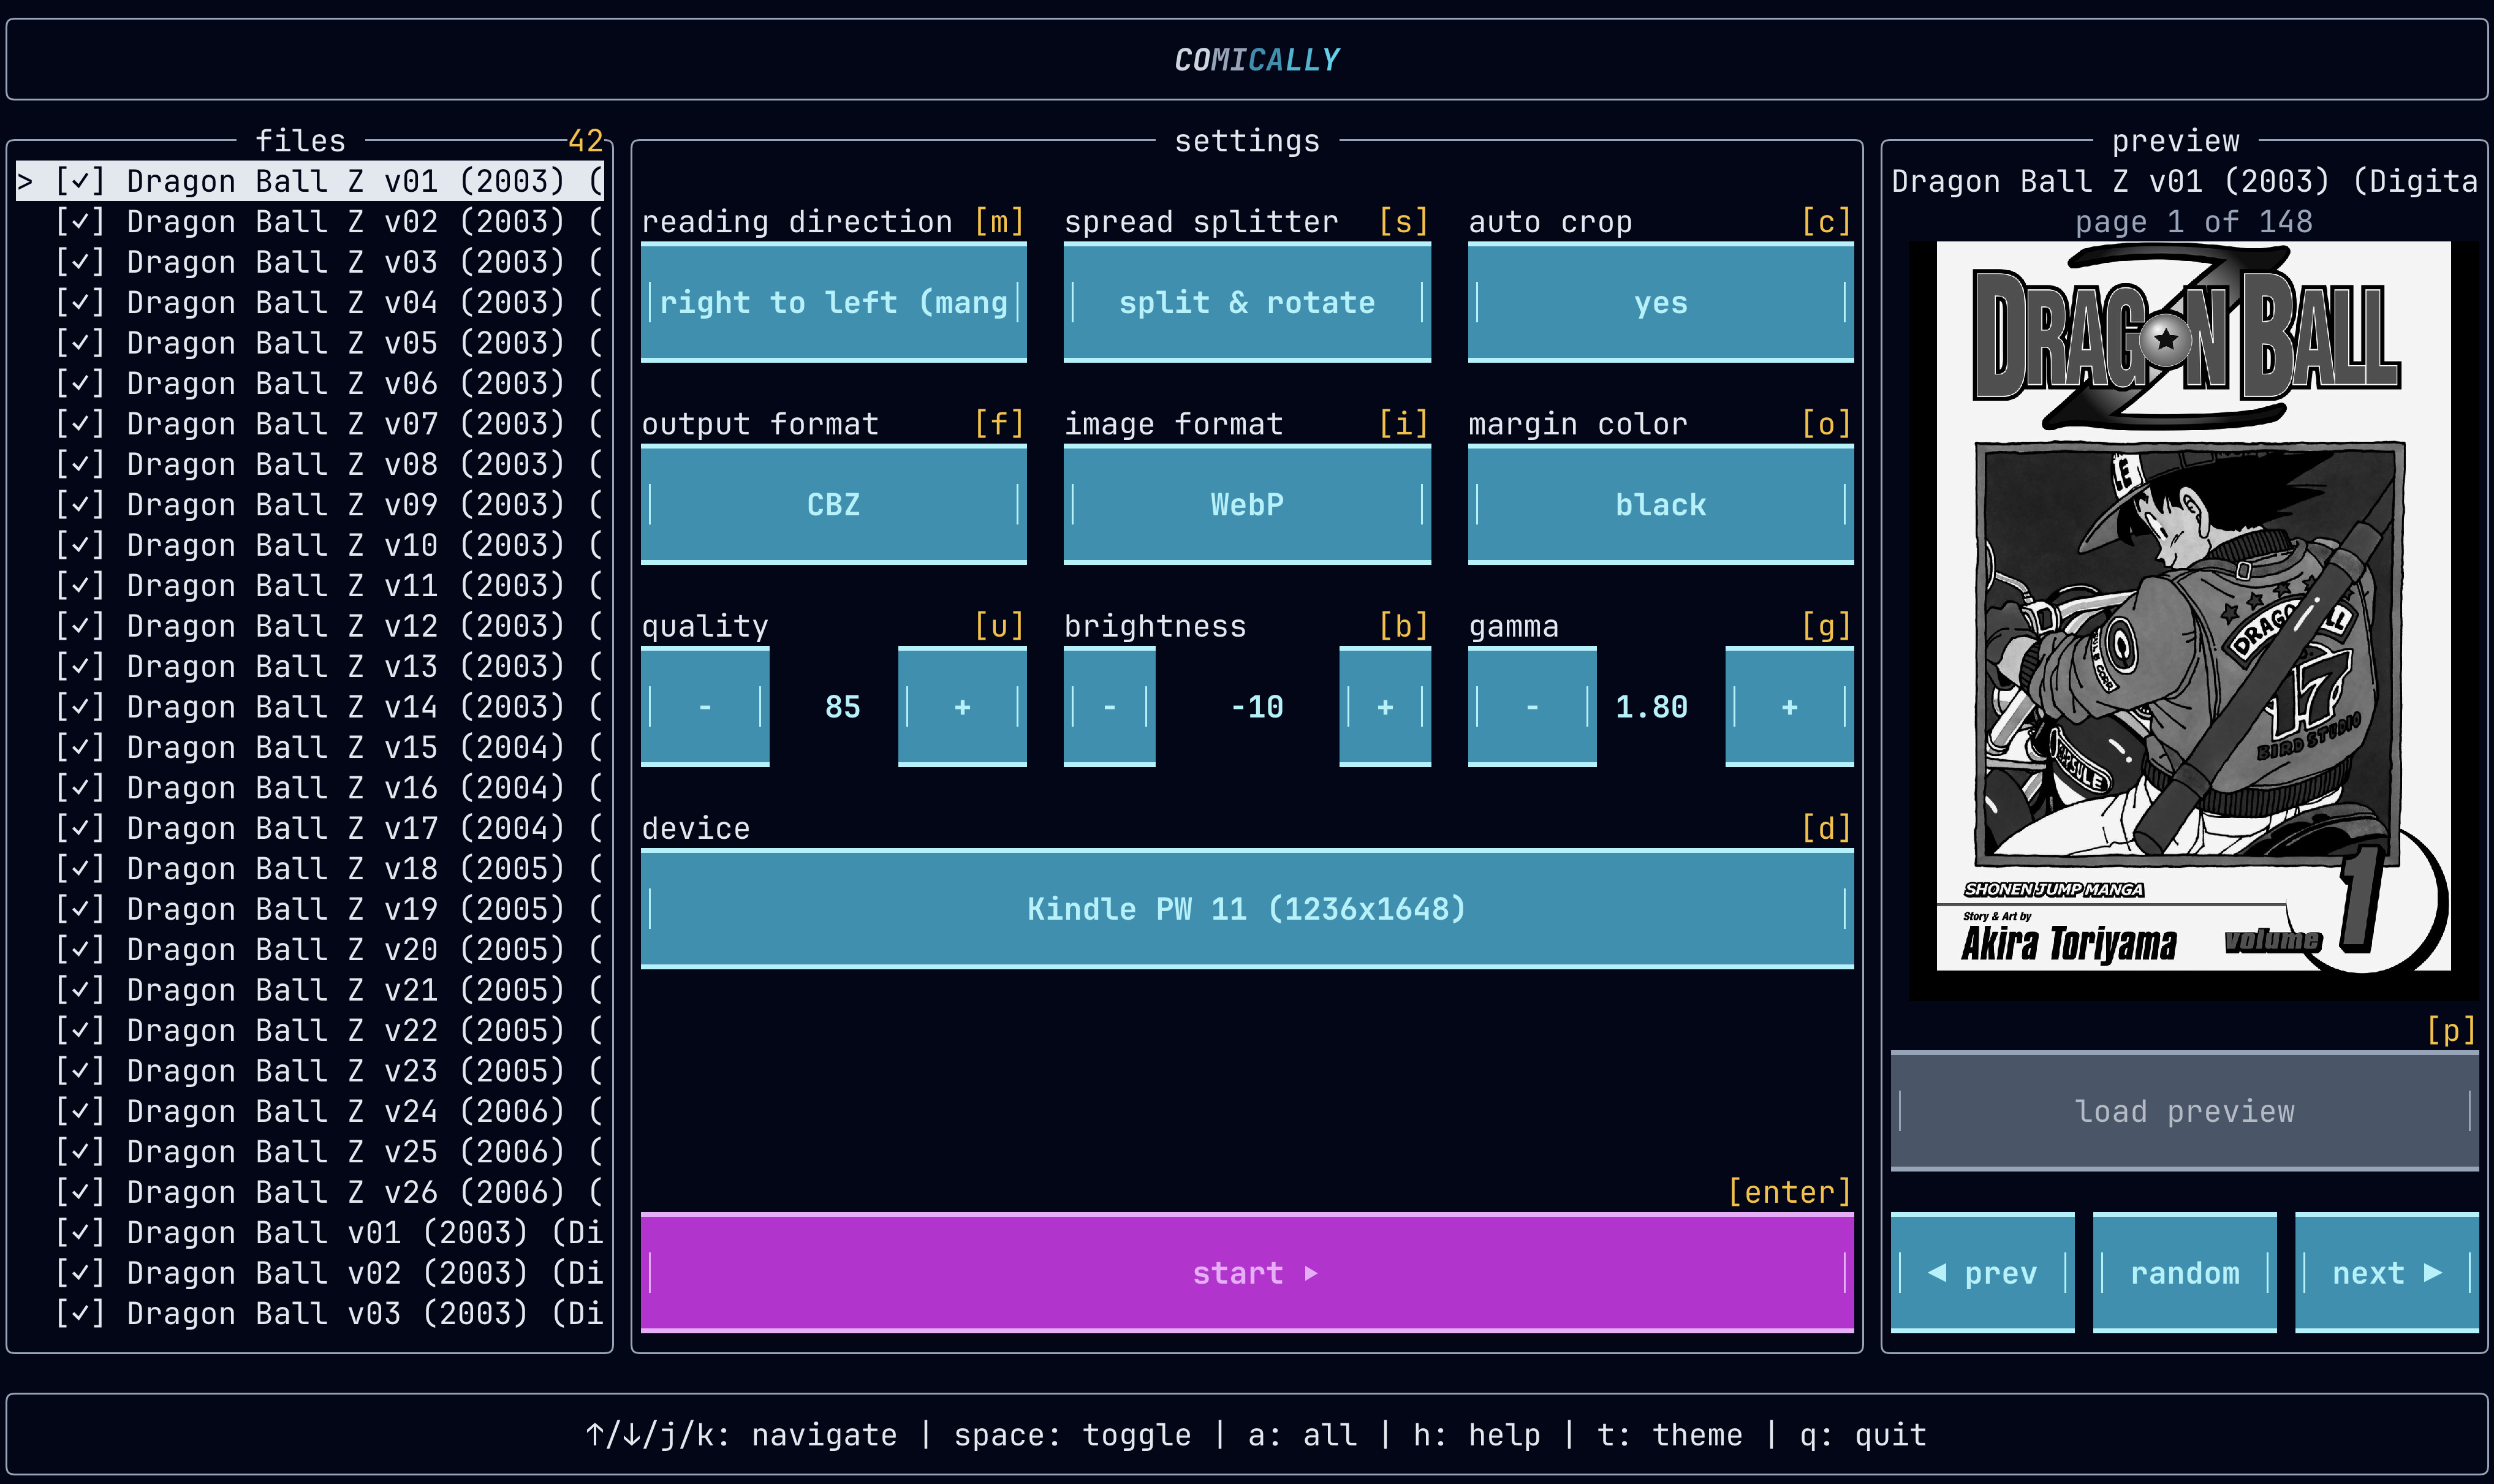 COMICALLY
files 42
> [✓] Dragon Ball Z v01 (2003) (
[✓] Dragon Ball Z v02 (2003) (
[✓] Dragon Ball Z v03 (2003) (
[✓] Dragon Ball Z v04 (2003) (
[✓] Dragon Ball Z v05 (2003) (
[✓] Dragon Ball Z v06 (2003) (
[✓] Dragon Ball Z v07 (2003) (
[✓] Dragon Ball Z v08 (2003) (
[✓] Dragon Ball Z v09 (2003) (
[✓] Dragon Ball Z v10 (2003) (
[✓] Dragon Ball Z v11 (2003) (
[✓] Dragon Ball Z v12 (2003) (
[✓] Dragon Ball Z v13 (2003) (
[✓] Dragon Ball Z v14 (2003) (
[✓] Dragon Ball Z v15 (2004) (
[✓] Dragon Ball Z v16 (2004) (
[✓] Dragon Ball Z v17 (2004) (
[✓] Dragon Ball Z v18 (2005) (
[✓] Dragon Ball Z v19 (2005) (
[✓] Dragon Ball Z v20 (2005) (
[✓] Dragon Ball Z v21 (2005) (
[✓] Dragon Ball Z v22 (2005) (
[✓] Dragon Ball Z v23 (2005) (
[✓] Dragon Ball Z v24 (2006) (
[✓] Dragon Ball Z v25 (2006) (
[✓] Dragon Ball Z v26 (2006) (
[✓] Dragon Ball v01 (2003) (Di
[✓] Dragon Ball v02 (2003) (Di
[✓] Dragon Ball v03 (2003) (Di
settings
reading direction [m] spread splitter [s] auto crop [c]
right to left (mang split & rotate yes
output format [f] image format [i] margin color [o]
CBZ WebP black
quality [u] brightness [b] gamma [g]
- 85 + - -10 + - 1.80 +
device [d]
Kindle PW 11 (1236x1648)
[enter]
start ▸
preview
Dragon Ball Z v01 (2003) (Digita
page 1 of 148
DRAGON BALL
Z
LE
DRAGO LL
17
BIRD STUDIO
CAPSULE
SHONEN JUMP MANGA
Story & Art by
Akira Toriyama
volume 1
[p]
load preview
◀ prev random next ▶
↑/↓/j/k: navigate | space: toggle | a: all | h: help | t: theme | q: quit